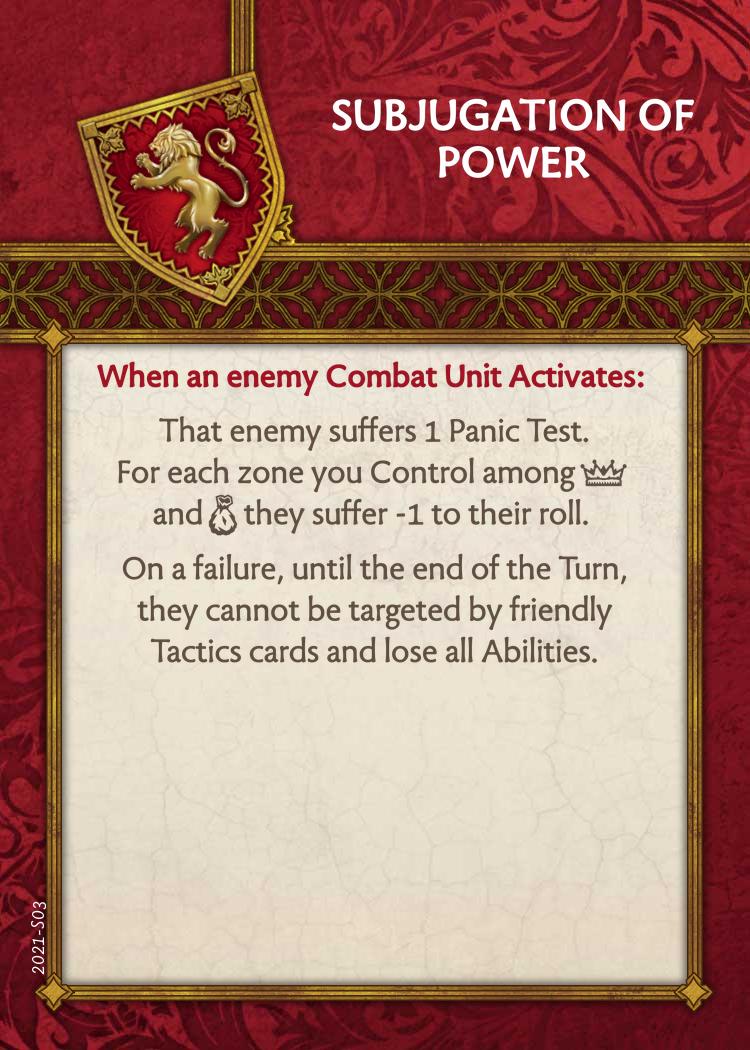 SUBJUGATION OF
POWER
When an enemy Combat Unit Activates:
That enemy suffers 1 Panic Test.
For each zone you Control among
and they suffer -1 to their roll.
On a failure, until the end of the Turn,
they cannot be targeted by friendly
Tactics cards and lose all Abilities.
2021-S03